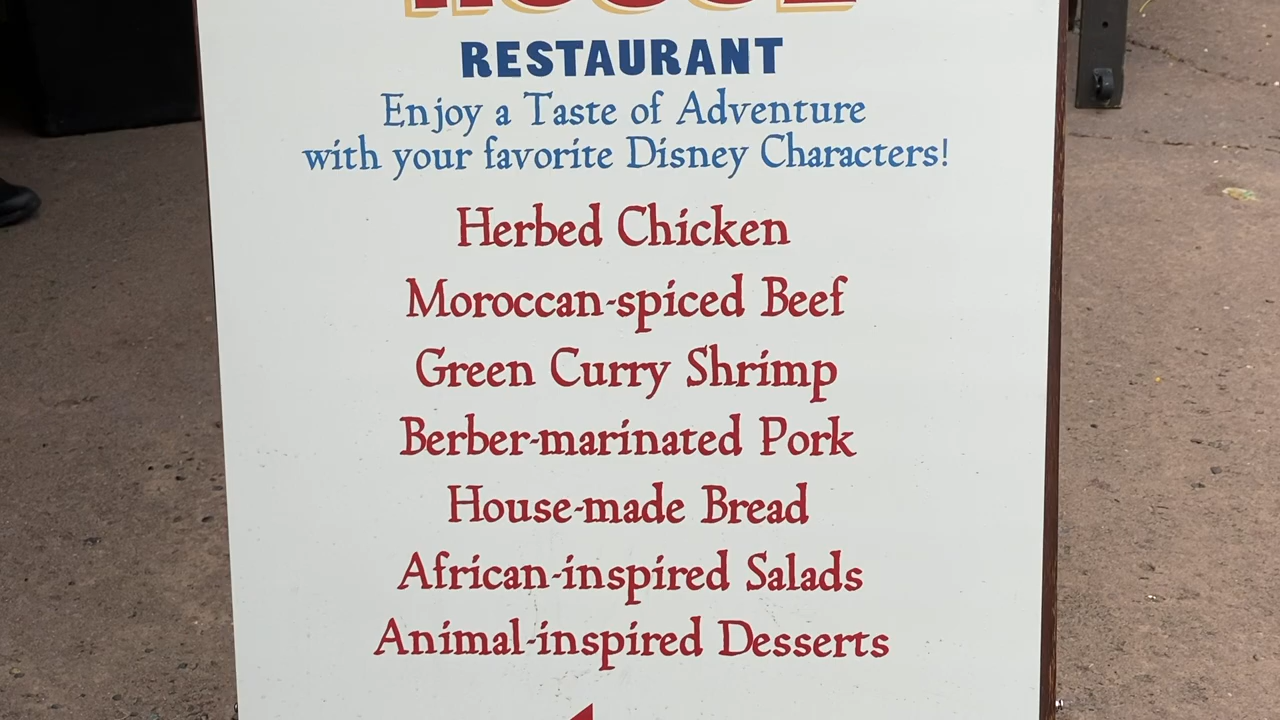 RESTAURANT
Enjoy a Taste of Adventure
with your favorite Disney Characters!
Herbed Chicken
Moroccan-spiced Beef
Green Curry Shrimp
Berber-marinated Pork
House-made Bread
African-inspired Salads
Animal-inspired Desserts